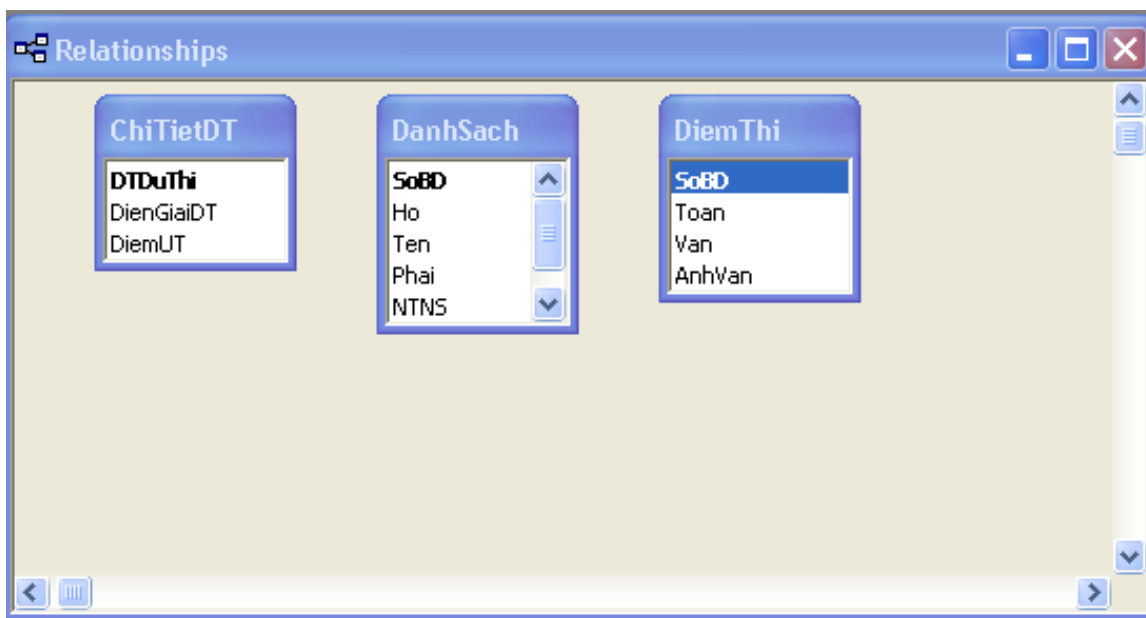 Relationships
ChiTietDT
DTDuThi
DienGiaiDT
DiemUT
DanhSach
SoBD
Ho
Ten
Phai
NTNS
DiemThi
SoBD
Toan
Van
AnhVan